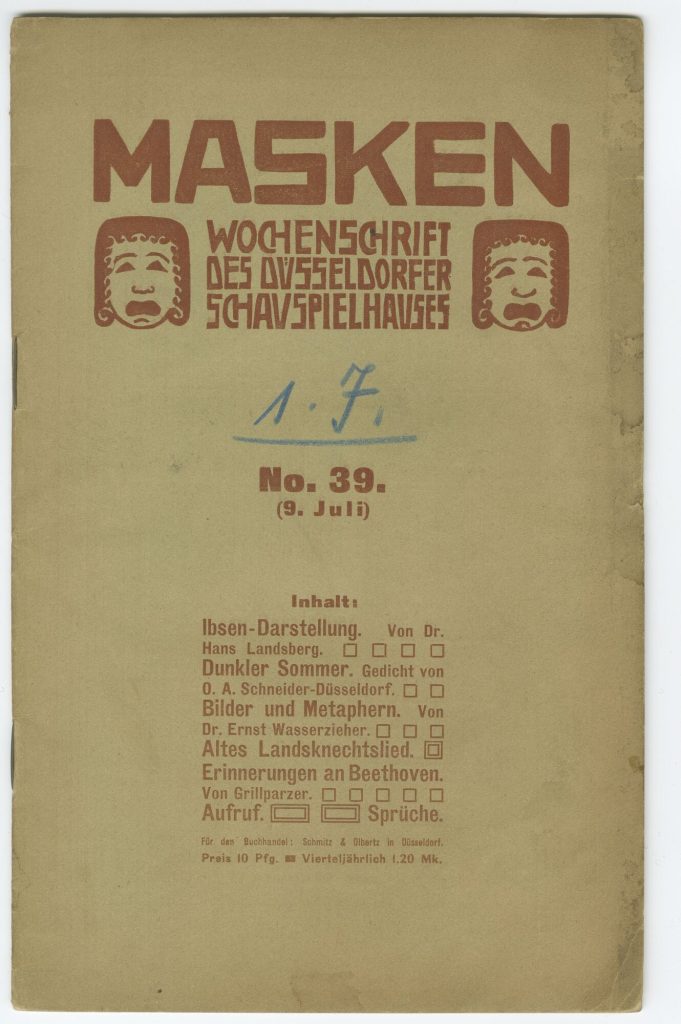 MASKEN
WOCHENSCHRIFT
DES DÜSSELDORFER
SCHAUSPIELHAUSES
1. 7.
No. 39.
(9. Juli)
Inhalt:
Ibsen-Darstellung. Von Dr.
Hans Landsberg.
Dunkler Sommer. Gedicht von
O. A. Schneider-Düsseldorf.
Bilder und Metaphern. Von
Dr. Ernst Wasserzieher.
Altes Landsknechtslied.
Erinnerungen an Beethoven.
Von Grillparzer.
Aufruf. Sprüche.
Für den Buchhandel: Schmitz & Olbertz in Düsseldorf.
Preis 10 Pfg. Vierteljährlich 1.20 Mk.